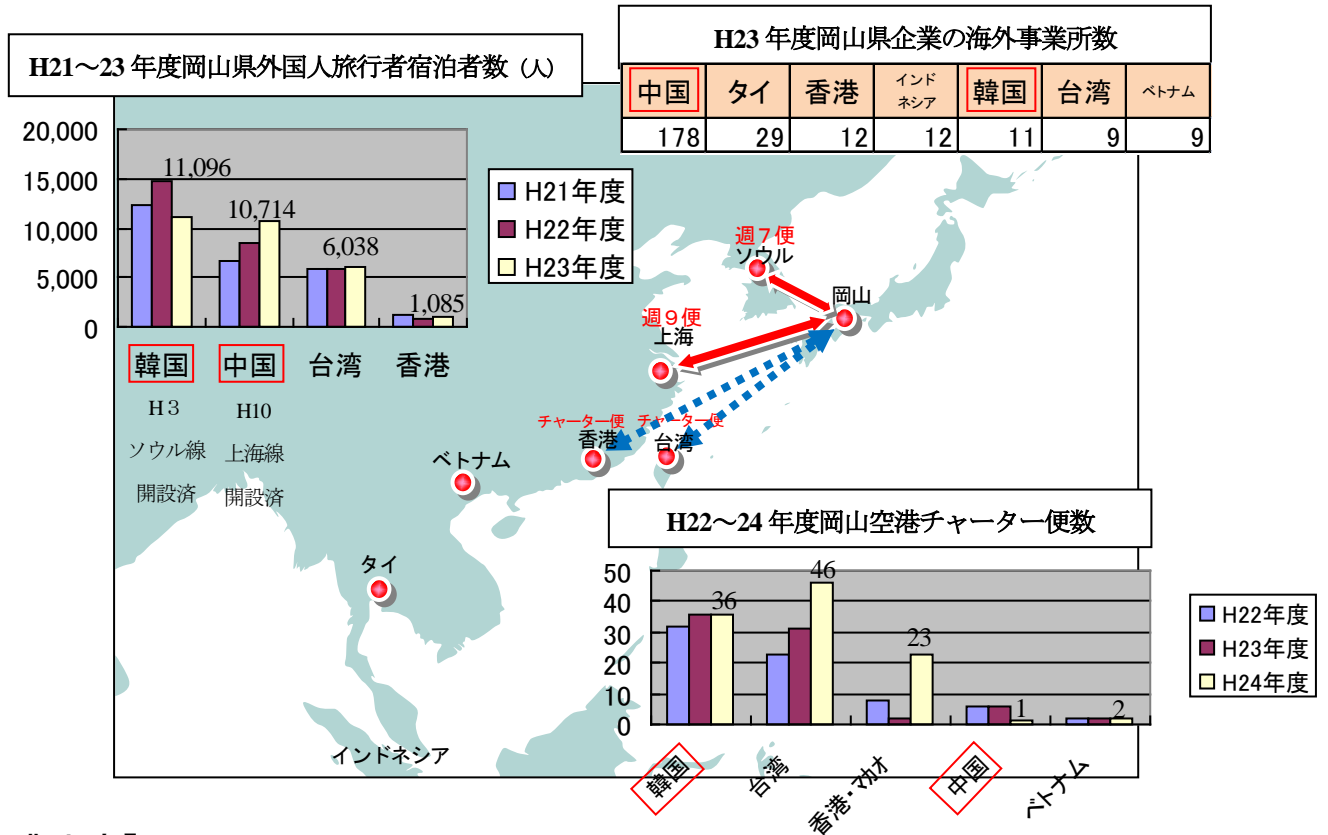 H21～23 年度岡山県外国人旅行者宿泊者数（人）
20,000
15,000
10,000
5,000
0
11,096
10,714
6,038
1,085
H21年度
H22年度
H23年度
韓国 中国 台湾 香港
H３ H10
ソウル線 上海線
開設済 開設済
H23 年度岡山県企業の海外事業所数
中国 タイ 香港 インドネシア 韓国 台湾 ベトナム
178 29 12 12 11 9 9
週７便
ソウル
岡山
週９便
上海
チャーター便 チャーター便
香港 台湾
ベトナム
タイ
インドネシア
H22～24 年度岡山空港チャーター便数
50
40
30
20
10
0
36
46
23
1
2
H22年度
H23年度
H24年度
韓国 台湾 香港・マカオ 中国 ベトナム